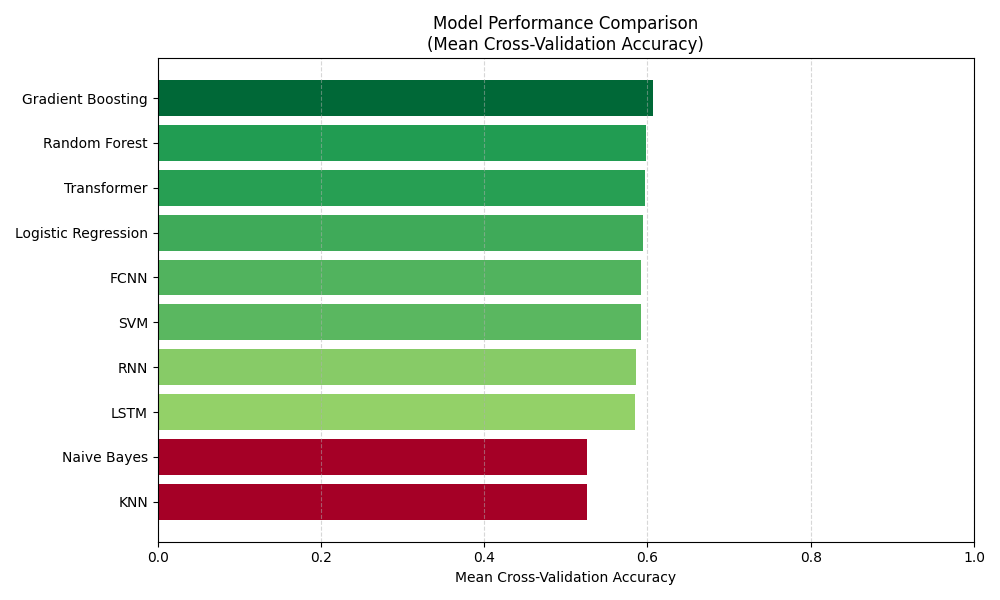 Model Performance Comparison
(Mean Cross-Validation Accuracy)
Gradient Boosting
Random Forest
Transformer
Logistic Regression
FCNN
SVM
RNN
LSTM
Naive Bayes
KNN
0.0 0.2 0.4 0.6 0.8 1.0
Mean Cross-Validation Accuracy